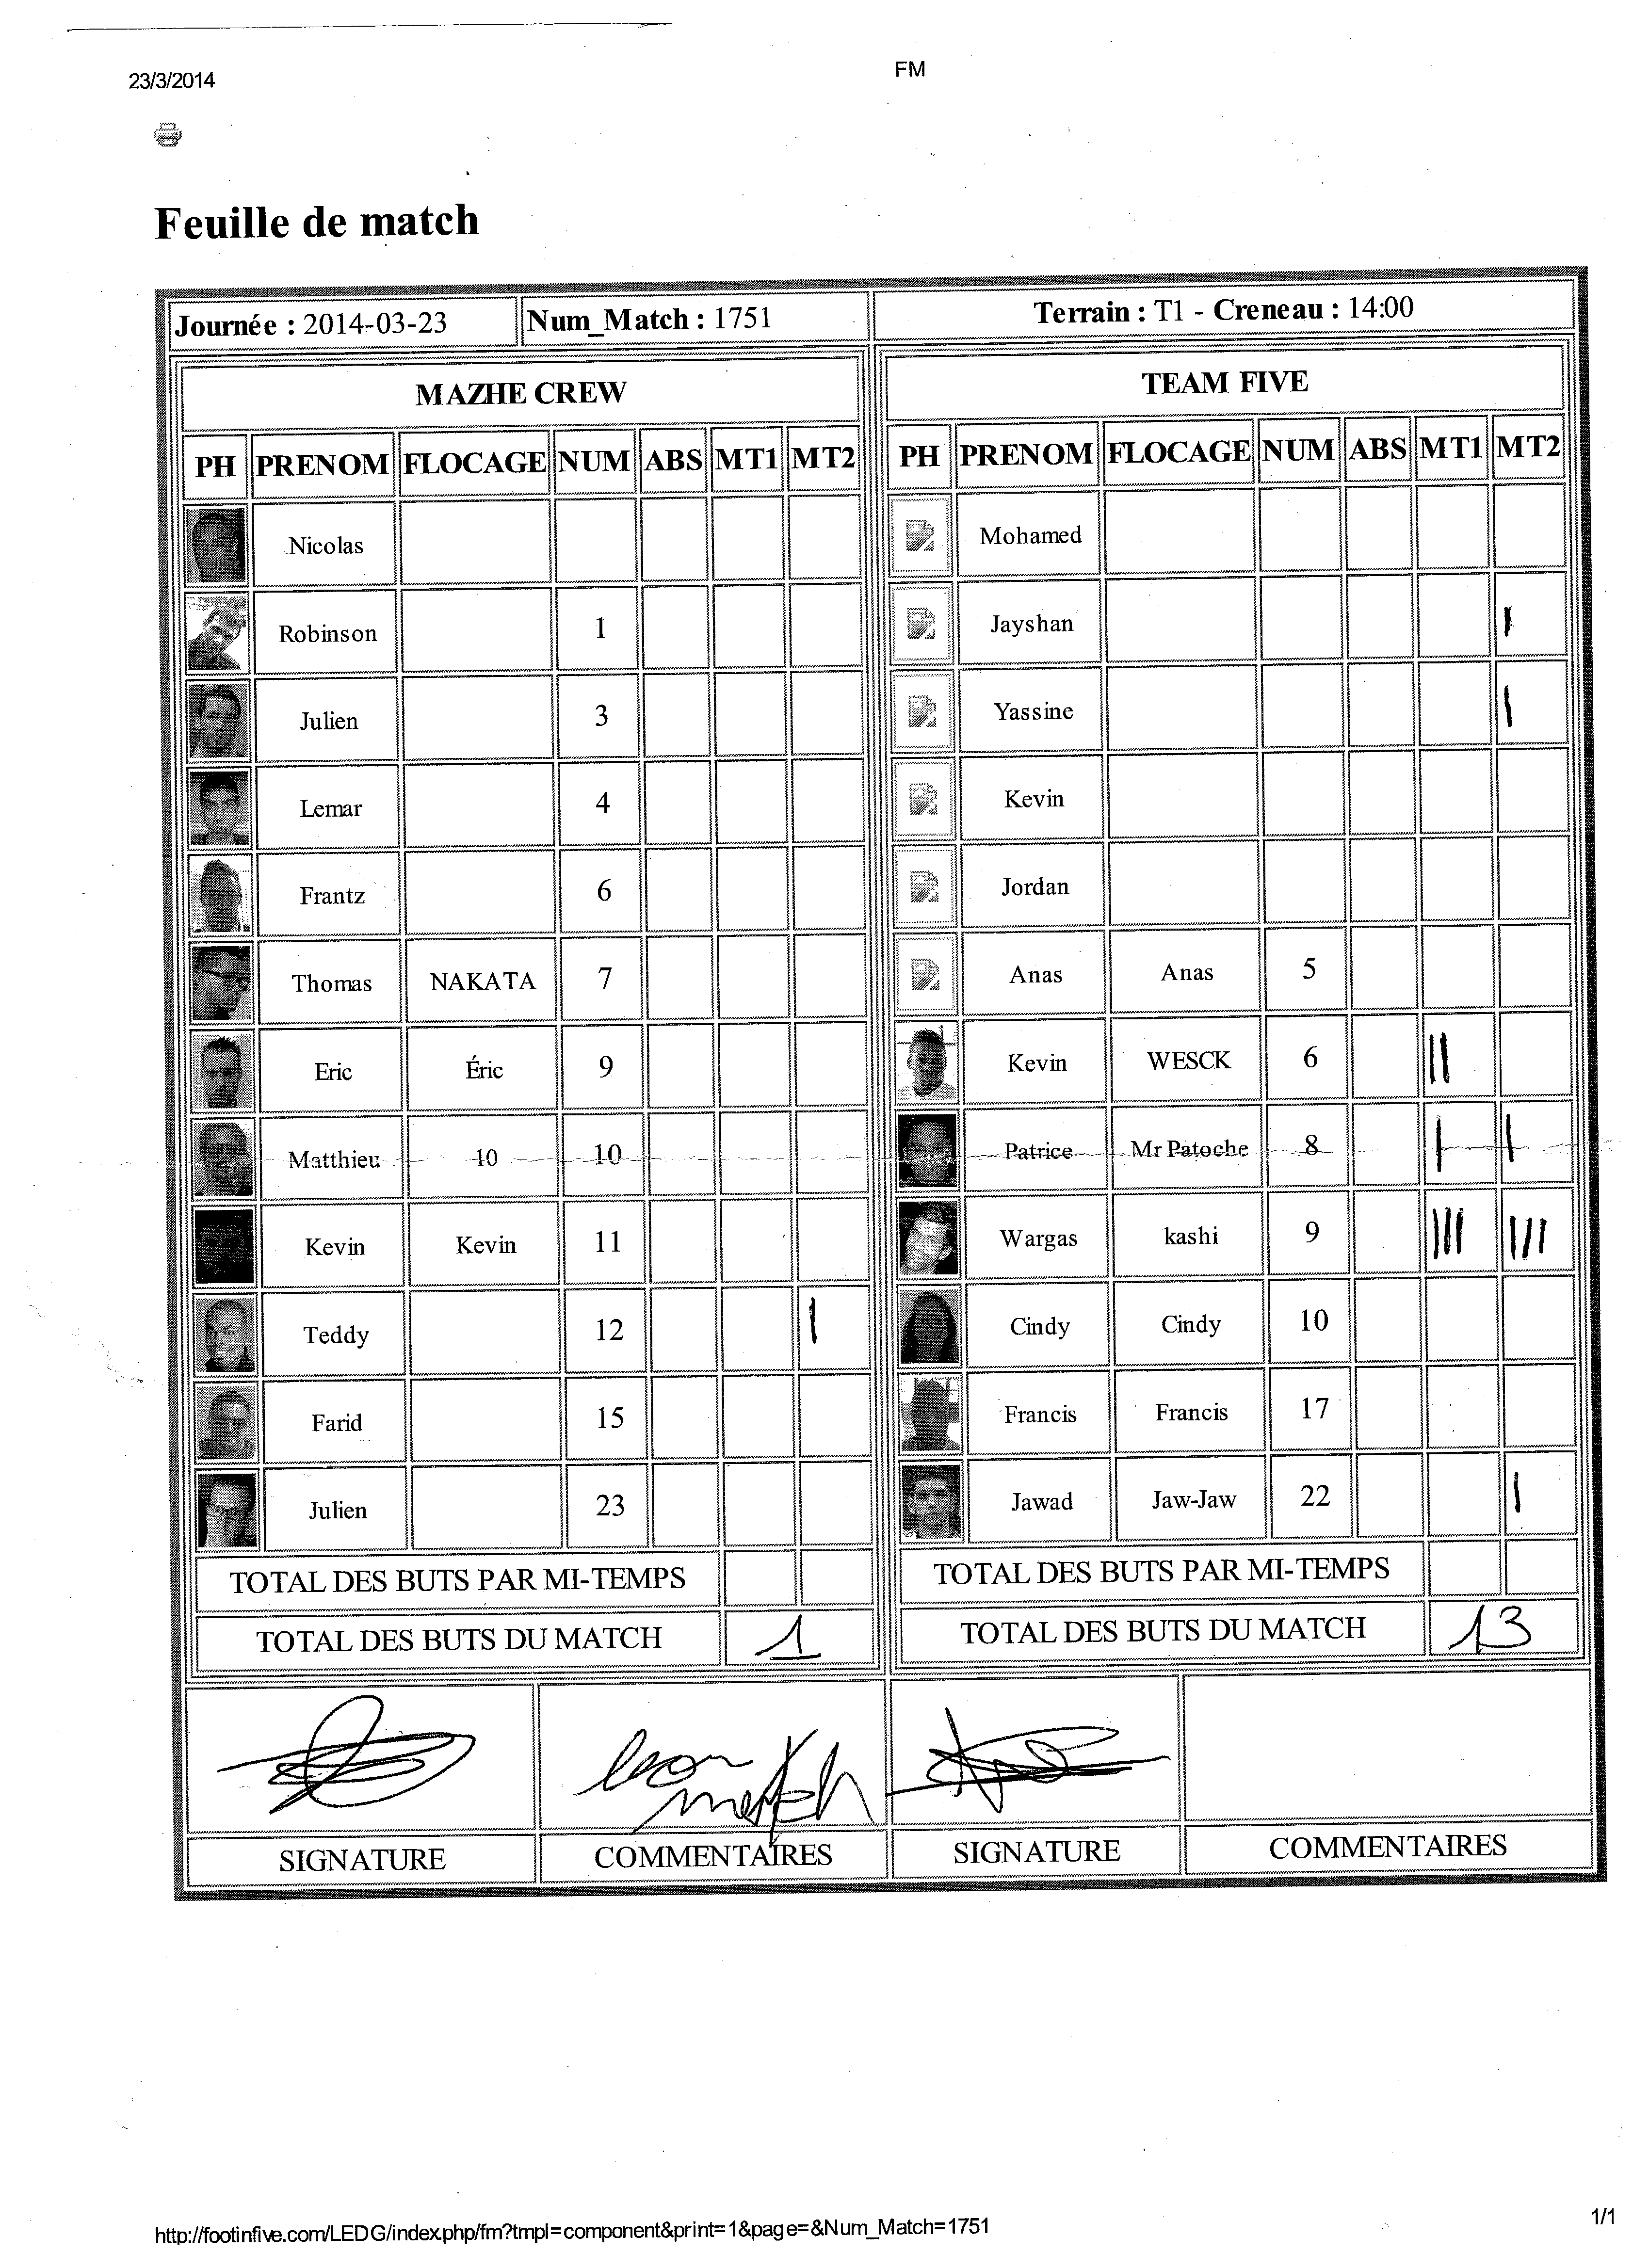 23/3/2014 FM
Feuille de match
Journée : 2014-03-23 Num_Match : 1751 Terrain : T1 - Creneau : 14:00
MAZHE CREW TEAM FIVE
PH PRENOM FLOCAGE NUM ABS MT1 MT2 PH PRENOM FLOCAGE NUM ABS MT1 MT2
Nicolas Mohamed
Robinson 1 Jayshan I
Julien 3 Yassine I
Lemar 4 Kevin
Frantz 6 Jordan
Thomas NAKATA 7 Anas Anas 5
Eric Éric 9 Kevin WESCK 6 II
Matthieu 10 10 Patrice Mr Patoche 8 I I
Kevin Kevin 11 Wargas kashi 9 III III
Teddy 12 I Cindy Cindy 10
Farid 15 Francis Francis 17
Julien 23 Jawad Jaw-Jaw 22 I
TOTAL DES BUTS PAR MI-TEMPS TOTAL DES BUTS PAR MI-TEMPS
TOTAL DES BUTS DU MATCH 1 TOTAL DES BUTS DU MATCH 13
match
SIGNATURE COMMENTAIRES SIGNATURE COMMENTAIRES
http://footinfive.com/LEDG/index.php/fm?tmpl=component&print=1&page=&Num_Match=1751 1/1